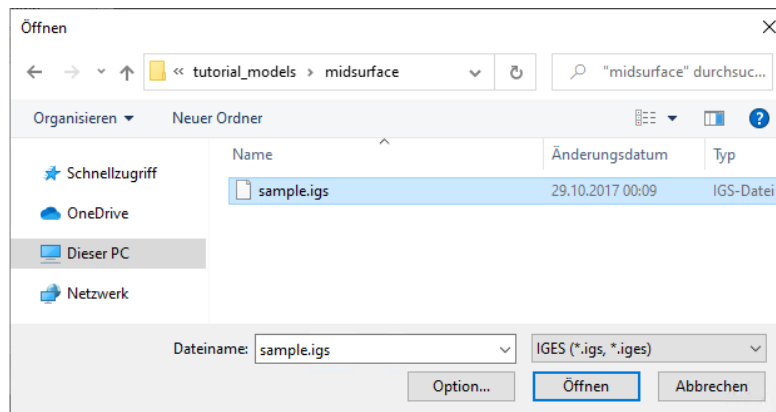 Öffnen
« tutorial_models › midsurface
"midsurface" durchsuc...
Organisieren
Neuer Ordner
Name
Änderungsdatum
Typ
Schnellzugriff
sample.igs
29.10.2017 00:09
IGS-Datei
OneDrive
Dieser PC
Netzwerk
Dateiname:
sample.igs
IGES (*.igs, *.iges)
Option...
Öffnen
Abbrechen